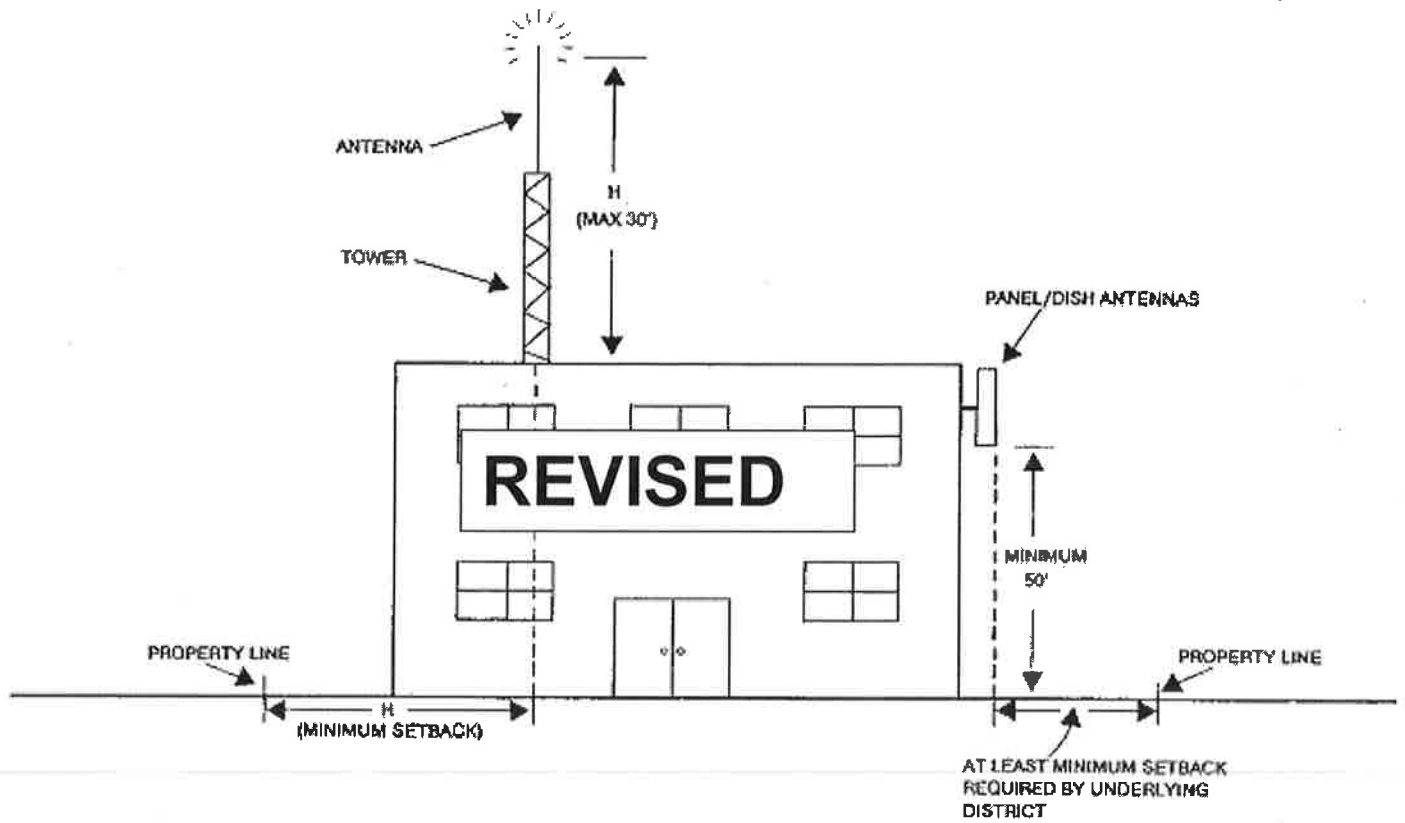 ANTENNA
H
(MAX 30')
TOWER
PANEL/DISH ANTENNAS
REVISED
MINIMUM
50'
PROPERTY LINE
PROPERTY LINE
H
(MINIMUM SETBACK)
AT LEAST MINIMUM SETBACK
REQUIRED BY UNDERLYING
DISTRICT